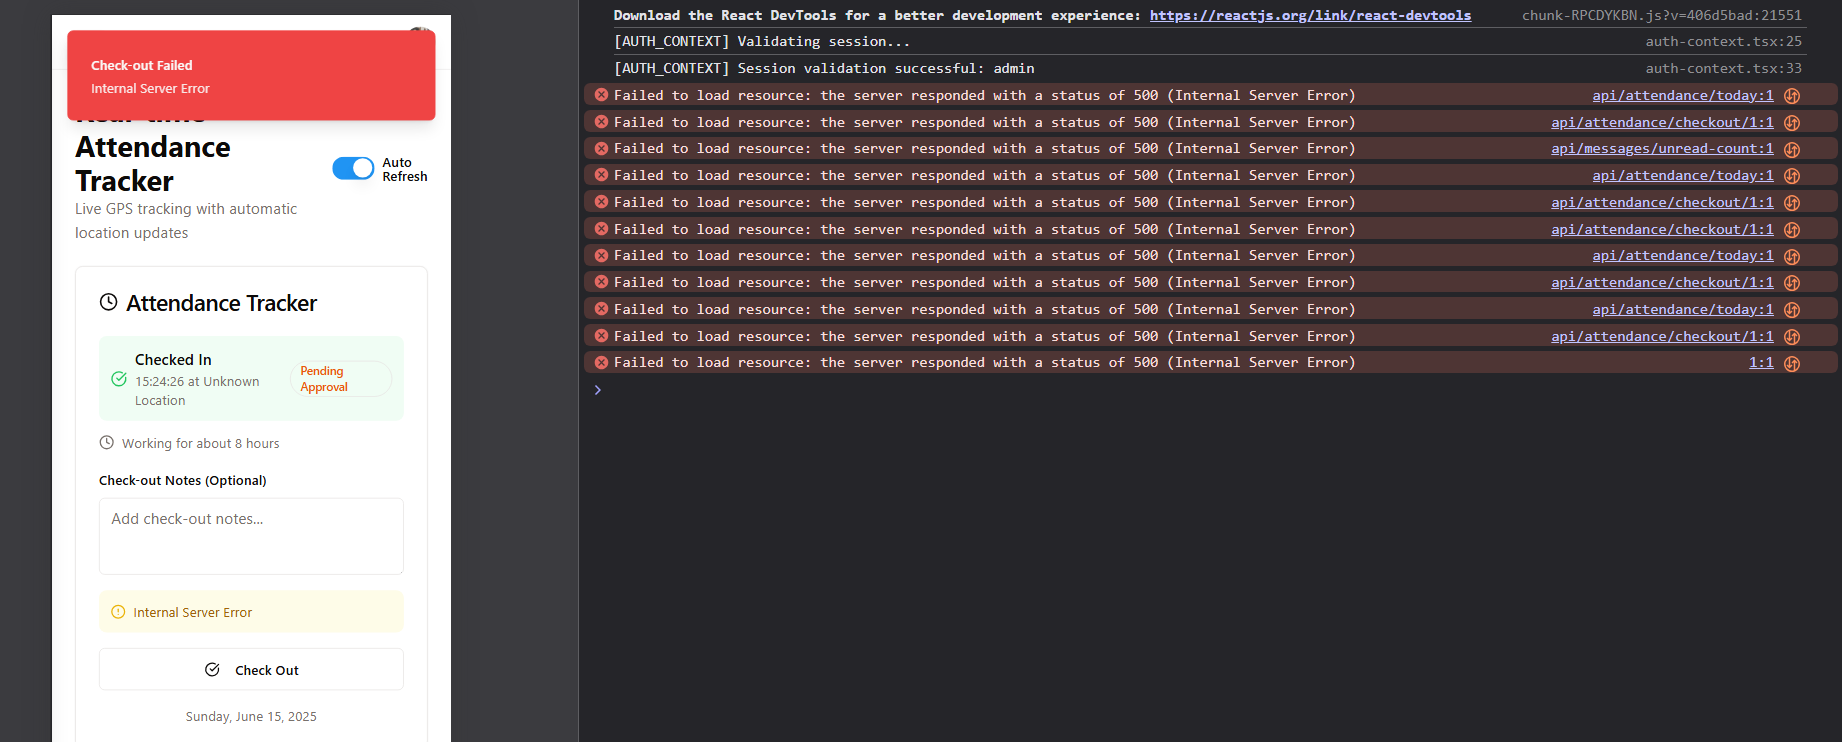 Check-out Failed
Internal Server Error
Real-time
Attendance
Tracker
Auto
Refresh
Live GPS tracking with automatic
location updates
Attendance Tracker
Checked In
15:24:26 at Unknown
Location
Pending
Approval
Working for about 8 hours
Check-out Notes (Optional)
Add check-out notes...
Internal Server Error
Check Out
Sunday, June 15, 2025
Download the React DevTools for a better development experience: https://reactjs.org/link/react-devtools chunk-RPCDYKBN.js?v=406d5bad:21551
[AUTH_CONTEXT] Validating session... auth-context.tsx:25
[AUTH_CONTEXT] Session validation successful: admin auth-context.tsx:33
Failed to load resource: the server responded with a status of 500 (Internal Server Error) api/attendance/today:1
Failed to load resource: the server responded with a status of 500 (Internal Server Error) api/attendance/checkout/1:1
Failed to load resource: the server responded with a status of 500 (Internal Server Error) api/messages/unread-count:1
Failed to load resource: the server responded with a status of 500 (Internal Server Error) api/attendance/today:1
Failed to load resource: the server responded with a status of 500 (Internal Server Error) api/attendance/checkout/1:1
Failed to load resource: the server responded with a status of 500 (Internal Server Error) api/attendance/checkout/1:1
Failed to load resource: the server responded with a status of 500 (Internal Server Error) api/attendance/today:1
Failed to load resource: the server responded with a status of 500 (Internal Server Error) api/attendance/checkout/1:1
Failed to load resource: the server responded with a status of 500 (Internal Server Error) api/attendance/today:1
Failed to load resource: the server responded with a status of 500 (Internal Server Error) api/attendance/checkout/1:1
Failed to load resource: the server responded with a status of 500 (Internal Server Error) 1:1